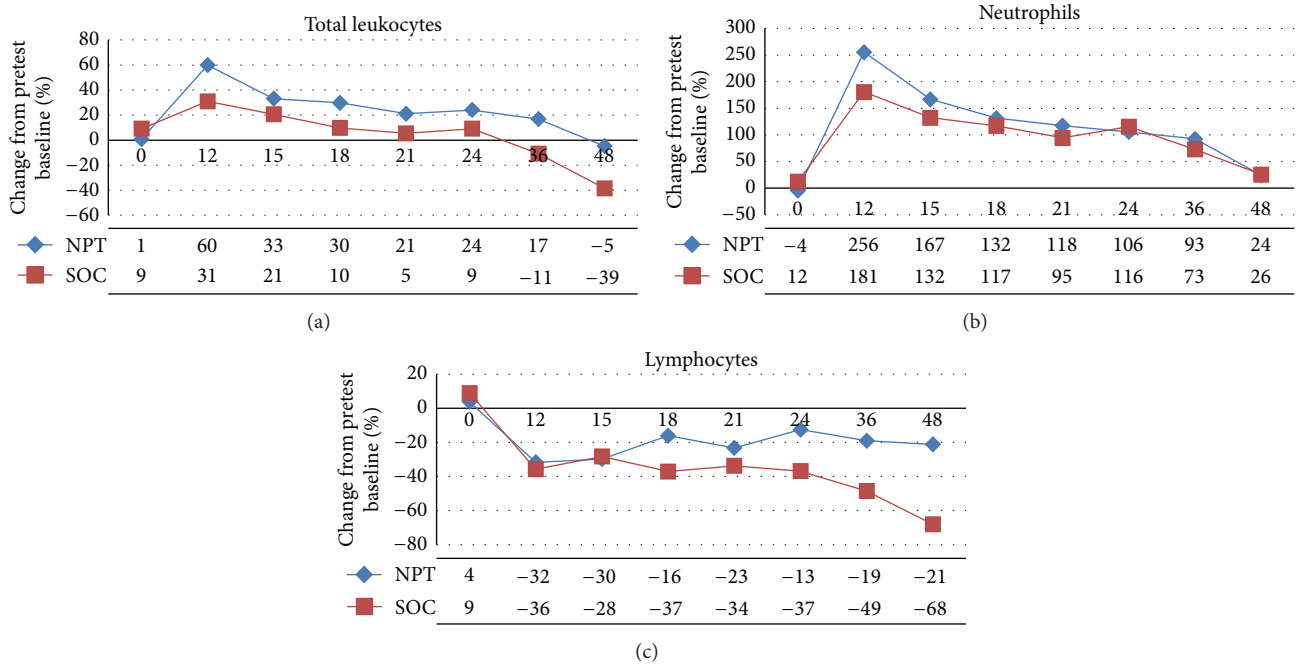 Total leukocytes
Change from pretest
baseline (%)
80
60
40
20
0
−20
−40
−60
0 12 15 18 21 24 36 48
NPT 1 60 33 30 21 24 17 −5
SOC 9 31 21 10 5 9 −11 −39
(a)
Neutrophils
Change from pretest
baseline (%)
300
250
200
150
100
50
0
−50
0 12 15 18 21 24 36 48
NPT −4 256 167 132 118 106 93 24
SOC 12 181 132 117 95 116 73 26
(b)
Lymphocytes
Change from pretest
baseline (%)
20
0
−20
−40
−60
−80
0 12 15 18 21 24 36 48
NPT 4 −32 −30 −16 −23 −13 −19 −21
SOC 9 −36 −28 −37 −34 −37 −49 −68
(c)